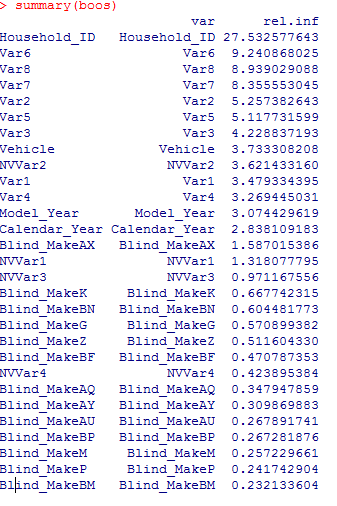 > summary(boos)
var rel.inf
Household_ID Household_ID 27.532577643
Var6 Var6 9.240868025
Var8 Var8 8.939029088
Var7 Var7 8.355553045
Var2 Var2 5.257382643
Var5 Var5 5.117731599
Var3 Var3 4.228837193
Vehicle Vehicle 3.733308208
NVVar2 NVVar2 3.621433160
Var1 Var1 3.479334395
Var4 Var4 3.269445031
Model_Year Model_Year 3.074429619
Calendar_Year Calendar_Year 2.838109183
Blind_MakeAX Blind_MakeAX 1.587015386
NVVar1 NVVar1 1.318077795
NVVar3 NVVar3 0.971167556
Blind_MakeK Blind_MakeK 0.667742315
Blind_MakeBN Blind_MakeBN 0.604481773
Blind_MakeG Blind_MakeG 0.570899382
Blind_MakeZ Blind_MakeZ 0.511604330
Blind_MakeBF Blind_MakeBF 0.470787353
NVVar4 NVVar4 0.423895384
Blind_MakeAQ Blind_MakeAQ 0.347947859
Blind_MakeAY Blind_MakeAY 0.309869883
Blind_MakeAU Blind_MakeAU 0.267891741
Blind_MakeBP Blind_MakeBP 0.267281876
Blind_MakeM Blind_MakeM 0.257229661
Blind_MakeP Blind_MakeP 0.241742904
Blind_MakeBM Blind_MakeBM 0.232133604